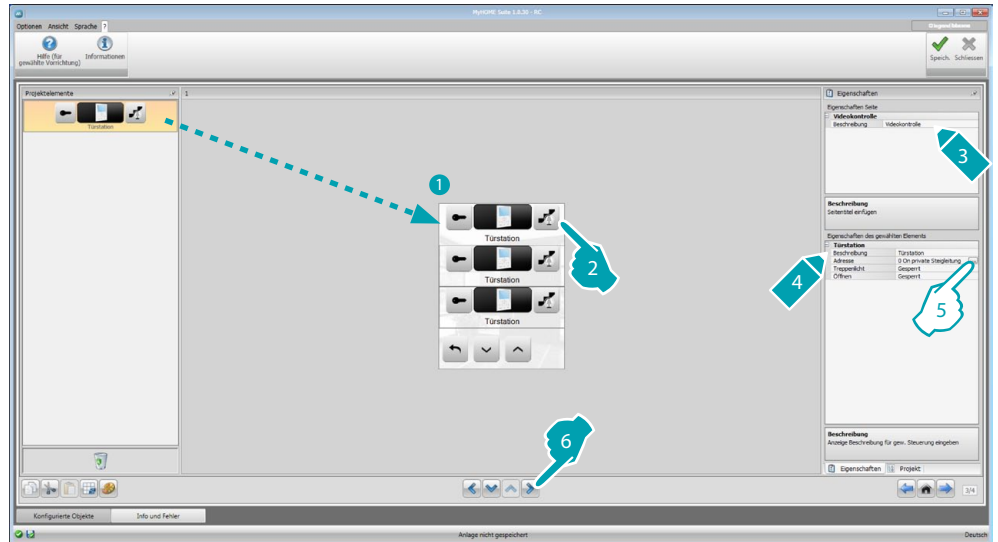 MyHOME Suite 1.0.30 - RC
Optionen Ansicht Sprache ?
Hilfe (für gewählte Vorrichtung)
Informationen
Speich. Schliessen
Projektelemente
1
Eigenschaften
Türstation
Eigenschaften Seite
Videokontrolle
Beschreibung Videokontrolle
3
Beschreibung
Seitentitel einfügen
1
Türstation
2
Türstation
Türstation
Eigenschaften des gewählten Elements
Türstation
Beschreibung Türstation
Adresse 0 On private Steigleitung ...
Treppenlicht Gesperrt
Öffnen Gesperrt
4
5
6
Beschreibung
Anzeige Beschreibung für gew. Steuerung eingeben
Eigenschaften Projekt
3/4
Konfigurierte Objekte Info und Fehler
Anlage nicht gespeichert
Deutsch